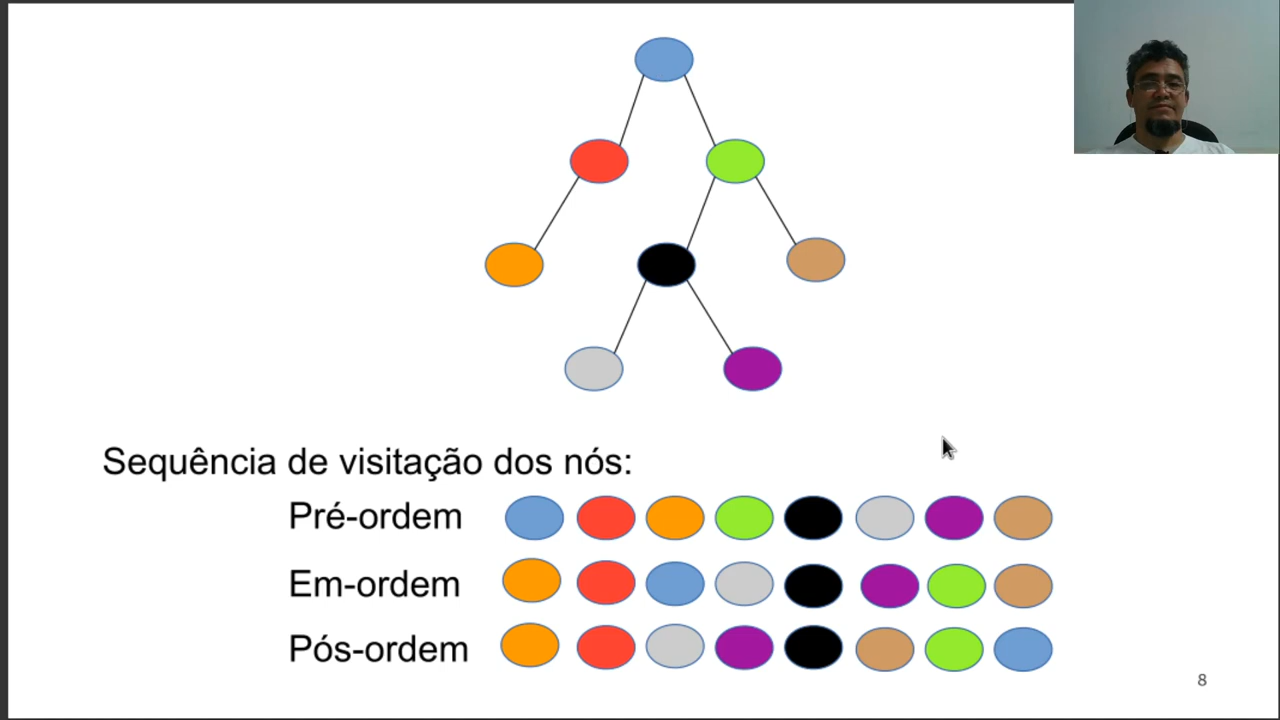 Sequência de visitação dos nós:
Pré-ordem
Em-ordem
Pós-ordem
8